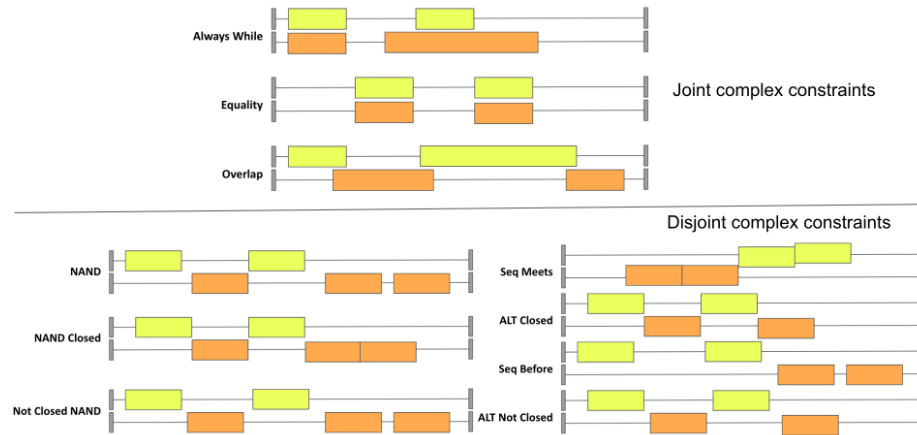 Always While
Joint complex constraints
Equality
Overlap
Disjoint complex constraints
NAND
Seq Meets
ALT Closed
NAND Closed
Seq Before
Not Closed NAND
ALT Not Closed